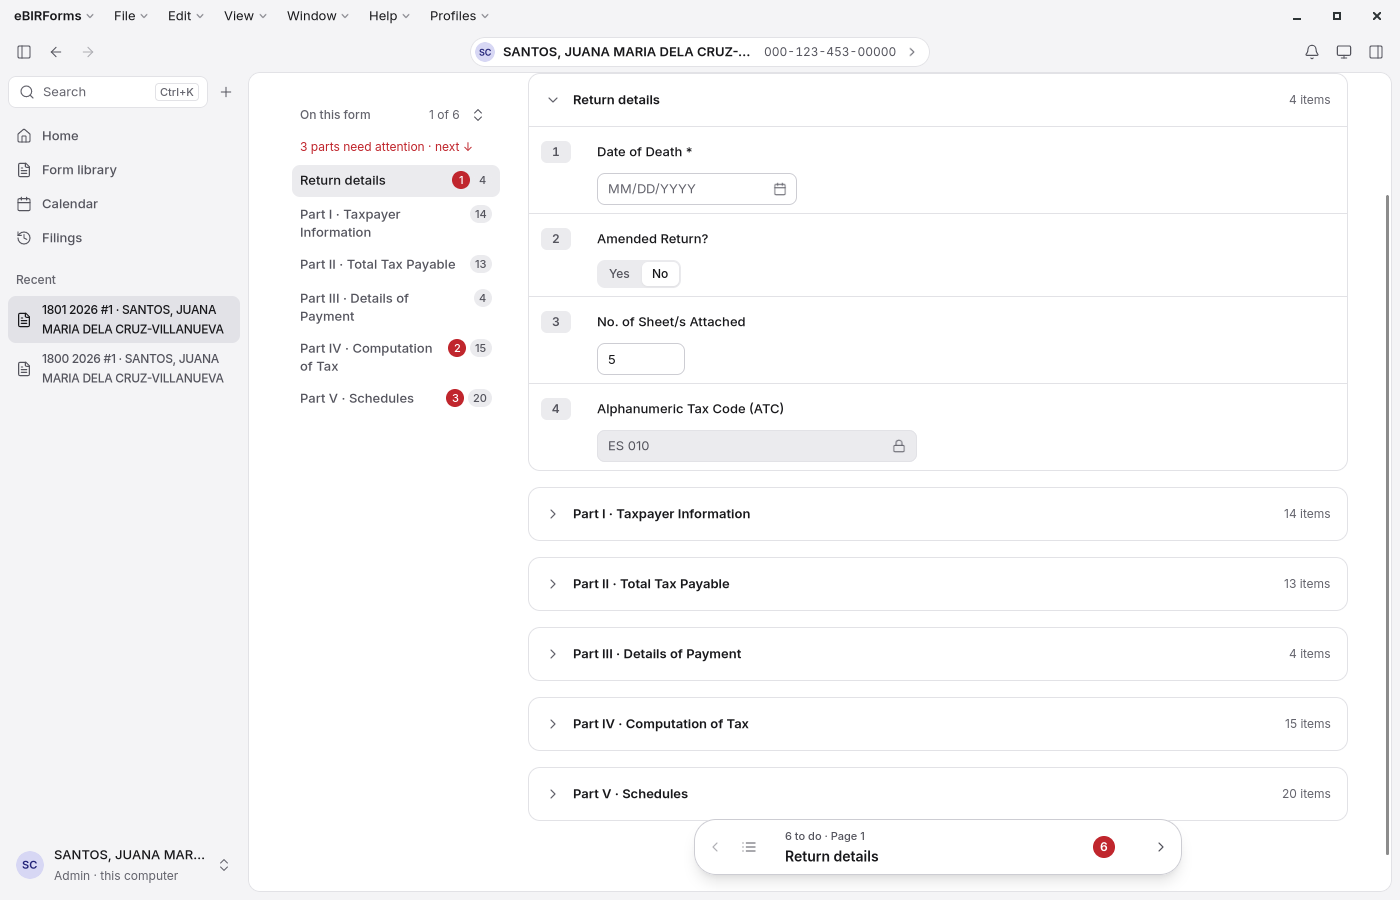 eBIRForms File Edit View Window Help Profiles
SC SANTOS, JUANA MARIA DELA CRUZ-... 000-123-453-00000
Search Ctrl+K
Home
Form library
Calendar
Filings
Recent
1801 2026 #1 · SANTOS, JUANA
MARIA DELA CRUZ-VILLANUEVA
1800 2026 #1 · SANTOS, JUANA
MARIA DELA CRUZ-VILLANUEVA
SC SANTOS, JUANA MAR...
Admin · this computer
On this form 1 of 6
3 parts need attention · next ↓
Return details 1 4
Part I · Taxpayer
Information 14
Part II · Total Tax Payable 13
Part III · Details of
Payment 4
Part IV · Computation
of Tax 2 15
Part V · Schedules 3 20
Return details 4 items
1 Date of Death *
MM/DD/YYYY
2 Amended Return?
Yes No
3 No. of Sheet/s Attached
5
4 Alphanumeric Tax Code (ATC)
ES 010
Part I · Taxpayer Information 14 items
Part II · Total Tax Payable 13 items
Part III · Details of Payment 4 items
Part IV · Computation of Tax 15 items
Part V · Schedules 20 items
6 to do · Page 1
Return details 6